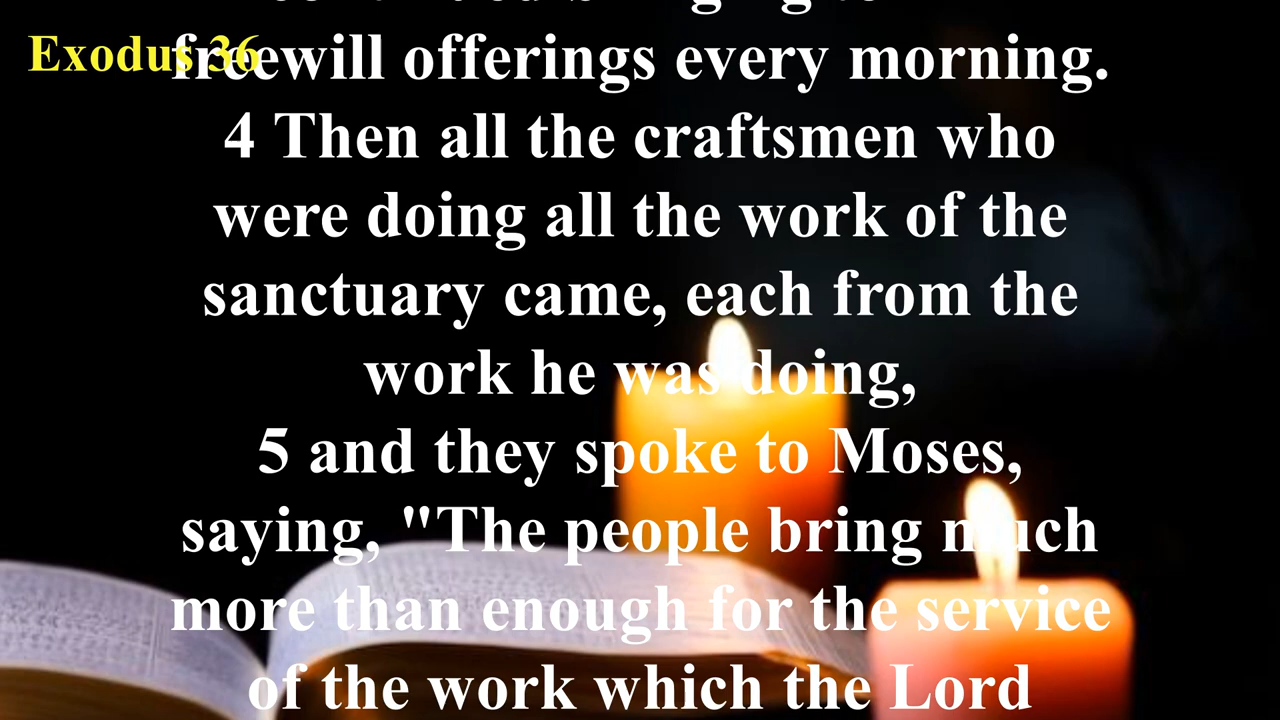 Exodus 36
freewill offerings every morning.
4 Then all the craftsmen who
were doing all the work of the
sanctuary came, each from the
work he was doing,
5 and they spoke to Moses,
saying, "The people bring much
more than enough for the service
of the work which the Lord